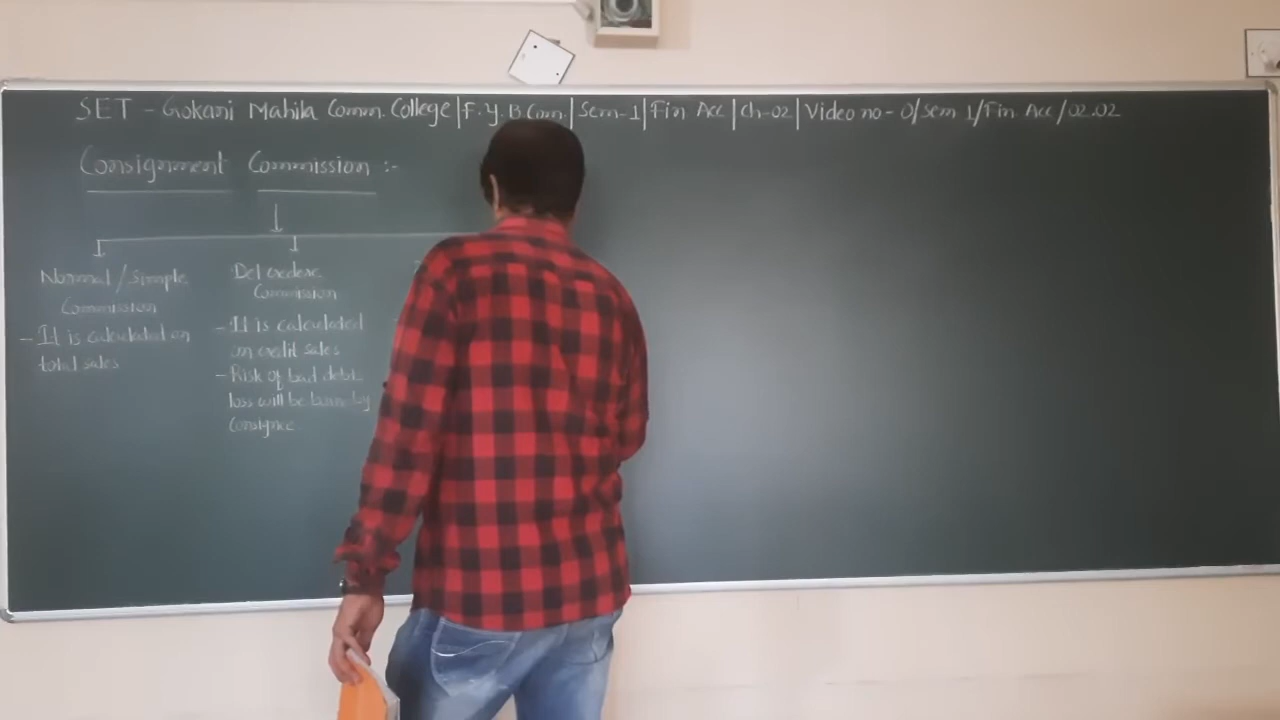 SET - Gokani Mahila Comm. College | F.Y. B Com. | Sem-1 | Fin Acc | Ch-02 | Video no - 0/Sem 1/Fin. Acc / 02.02
Consignment Commission :-
Normal / Simple
Commission
- It is calculated on
total sales
Del credere
Commission
- It is calculated
on credit sales
- Risk of bad debt
loss will be borne by
consignee